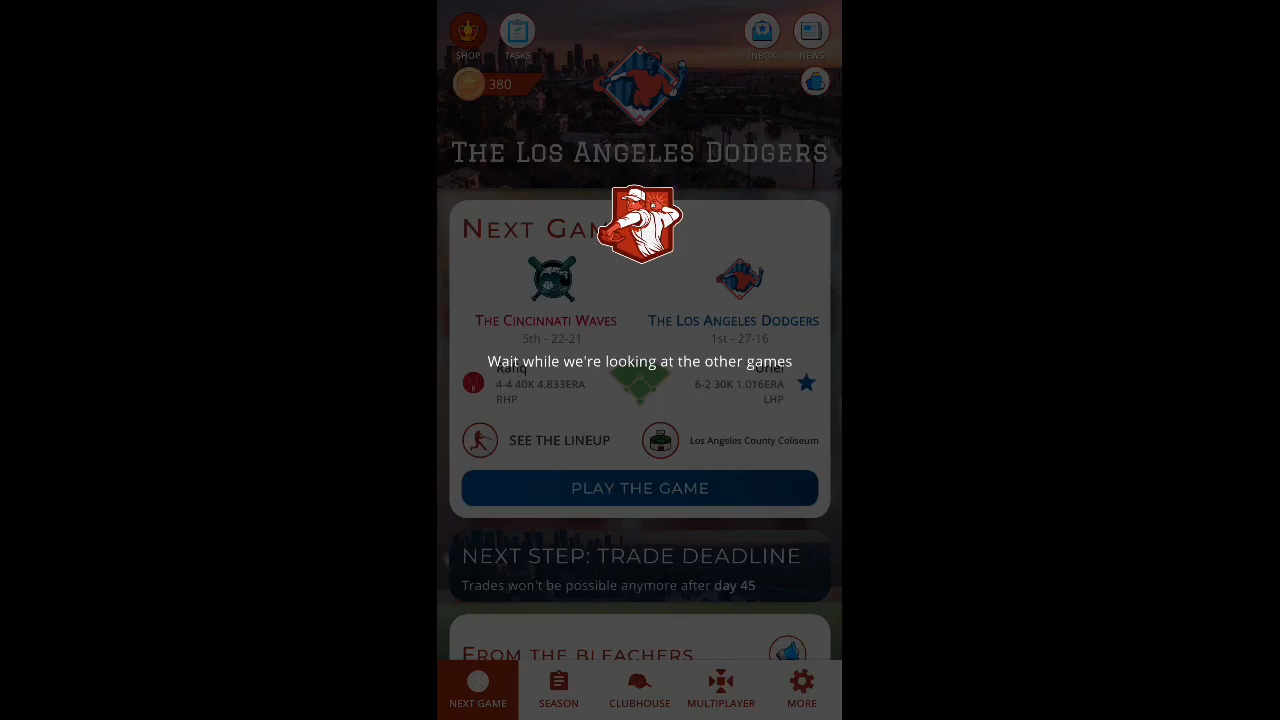 SHOP
TASKS
INBOX
NEWS
380
THE LOS ANGELES DODGERS
NEXT GAM
THE CINCINNATI WAVES
THE LOS ANGELES DODGERS
5th - 22-21
1st - 27-16
Wait while we're looking at the other games
R
4-4 40K 4.833ERA
6-2 30K 1.016ERA
RHP
LHP
SEE THE LINEUP
Los Angeles County Coliseum
PLAY THE GAME
NEXT STEP: TRADE DEADLINE
Trades won't be possible anymore after day 45
FROM THE BLEACHERS
NEXT GAME
SEASON
CLUBHOUSE
MULTIPLAYER
MORE